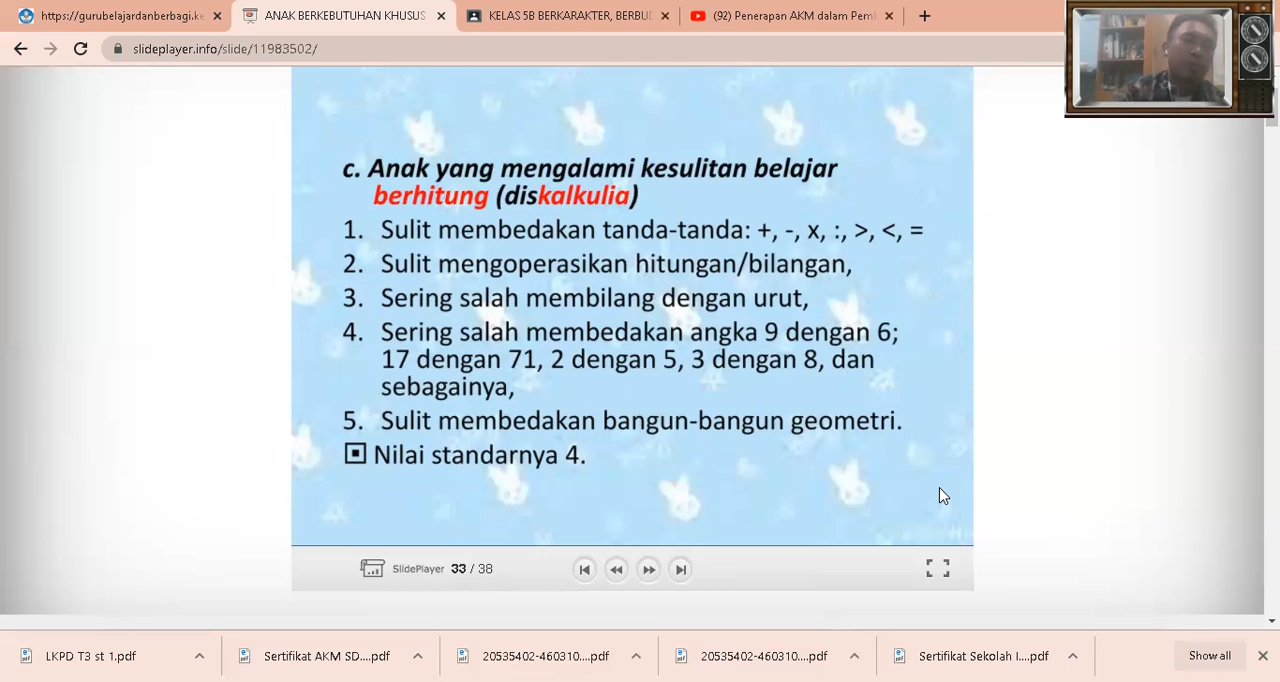 https://gurubelajardanberbagi.ke
ANAK BERKEBUTUHAN KHUSUS
KELAS 5B BERKARAKTER, BERBUD
(92) Penerapan AKM dalam Pemb
slideplayer.info/slide/11983502/
c. Anak yang mengalami kesulitan belajar
berhitung (diskalkulia)
1. Sulit membedakan tanda-tanda: +, -, x, :, >, <, =
2. Sulit mengoperasikan hitungan/bilangan,
3. Sering salah membilang dengan urut,
4. Sering salah membedakan angka 9 dengan 6;
17 dengan 71, 2 dengan 5, 3 dengan 8, dan
sebagainya,
5. Sulit membedakan bangun-bangun geometri.
Nilai standarnya 4.
SlidePlayer 33 / 38
LKPD T3 st 1.pdf
Sertifikat AKM SD....pdf
20535402-460310....pdf
20535402-460310....pdf
Sertifikat Sekolah I....pdf
Show all